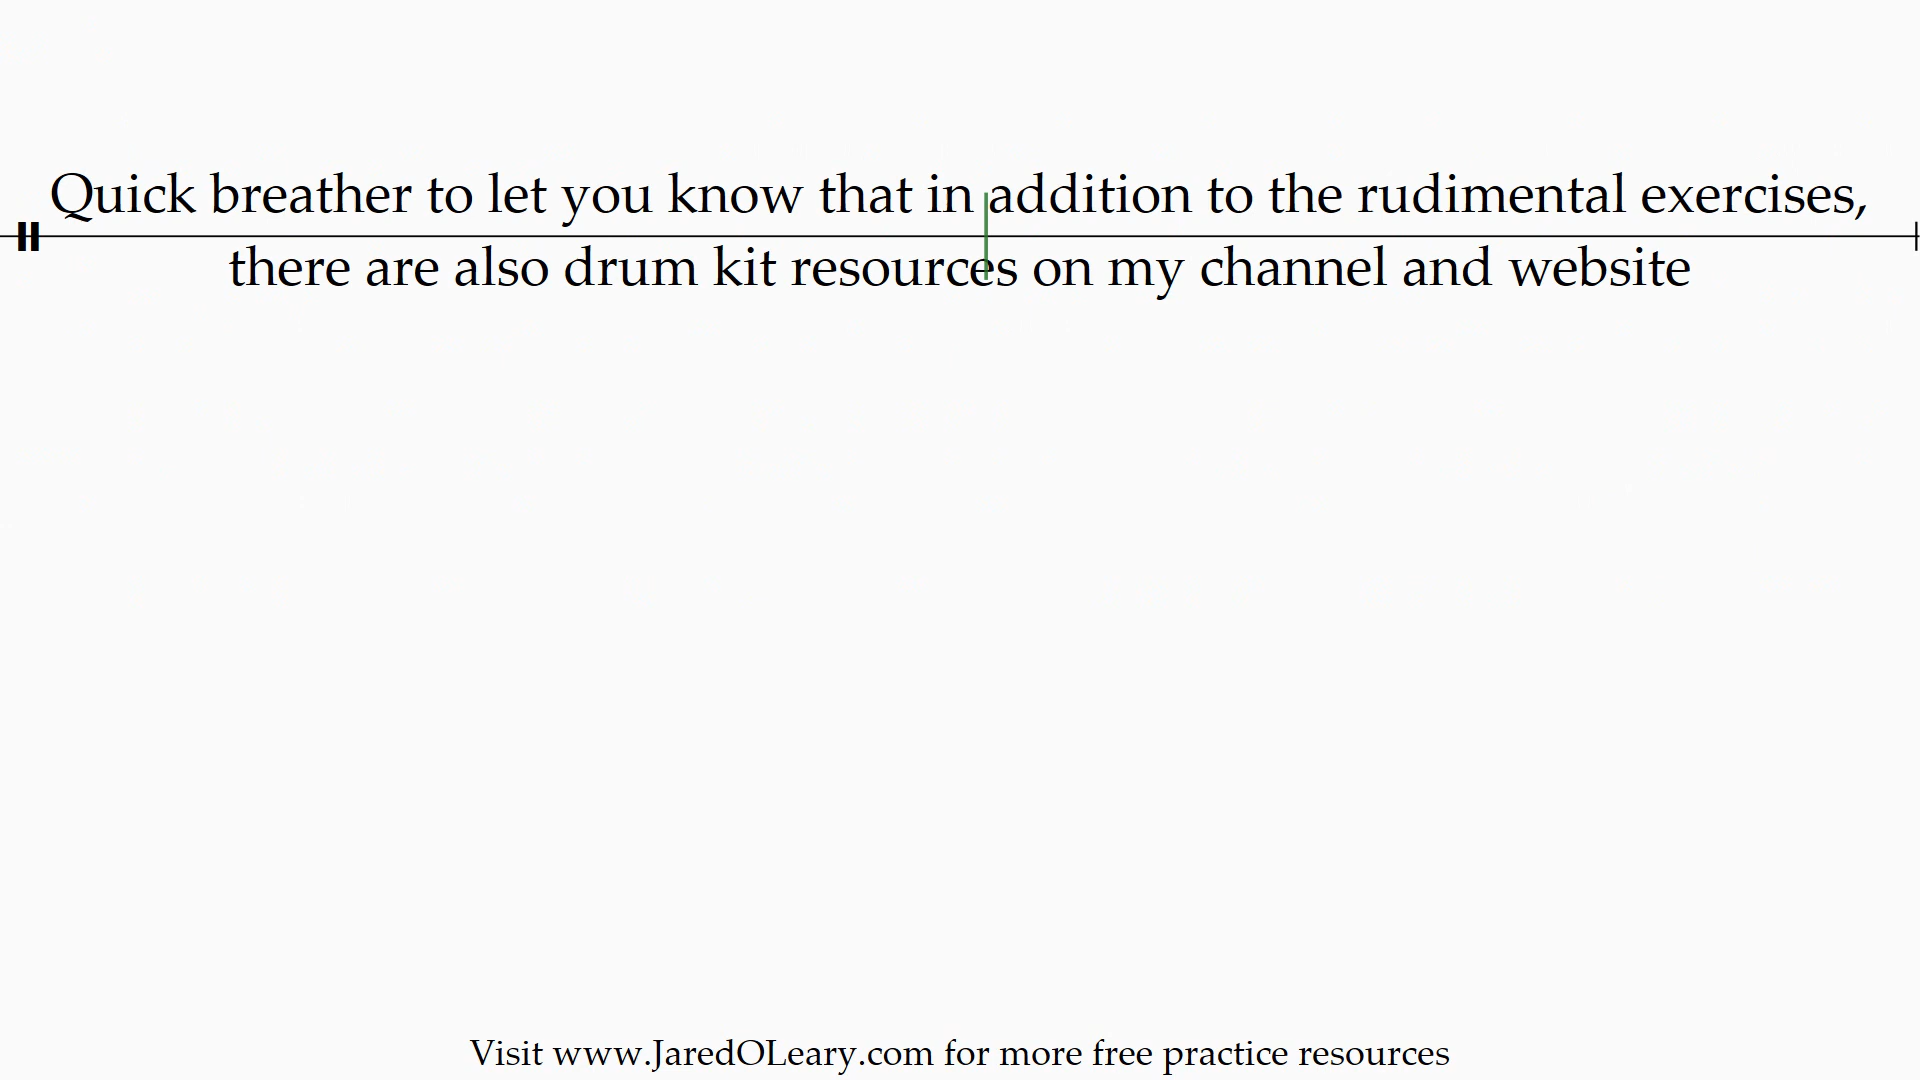 Quick breather to let you know that in addition to the rudimental exercises,
there are also drum kit resources on my channel and website
Visit www.JaredOLeary.com for more free practice resources